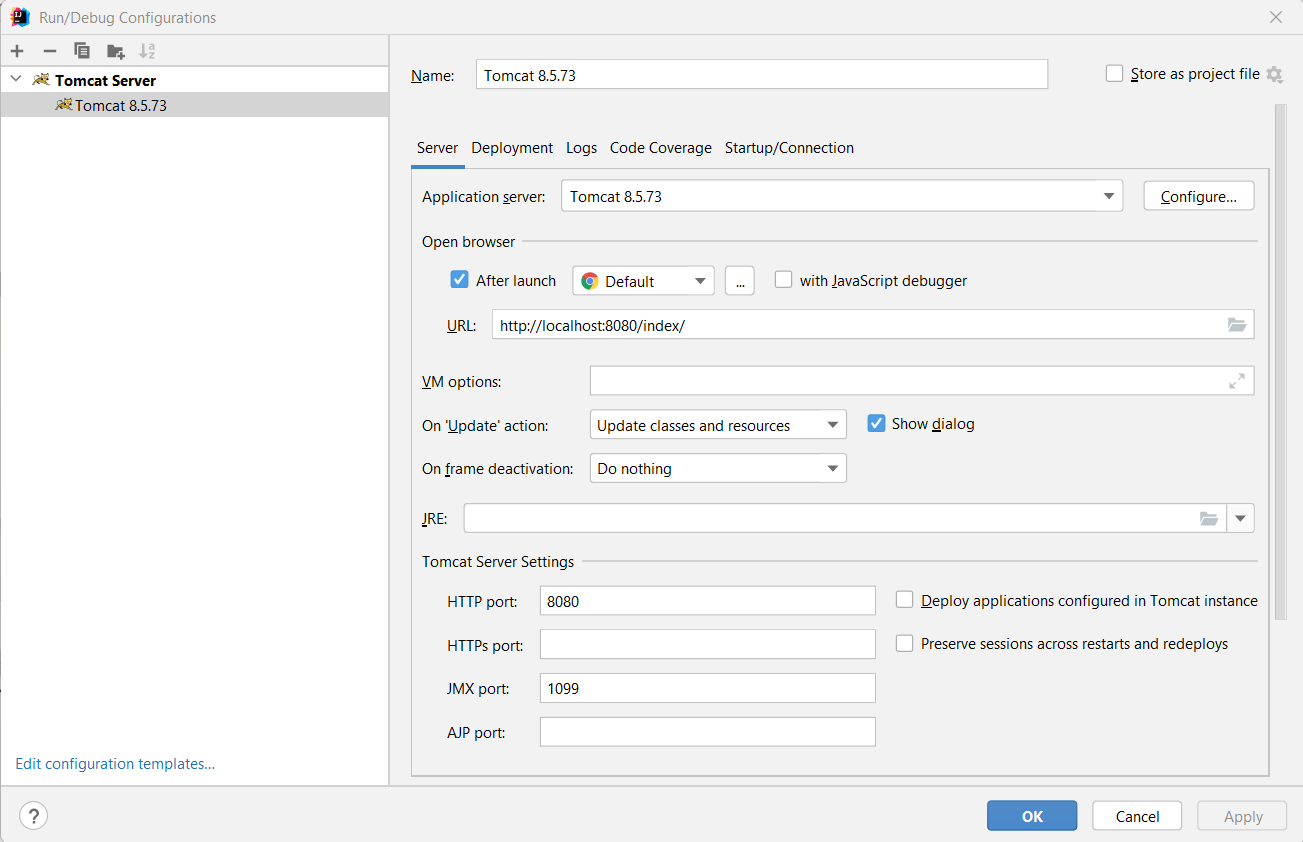 Run/Debug Configurations
Tomcat Server
Tomcat 8.5.73
Edit configuration templates...
Name: Tomcat 8.5.73 Store as project file
Server Deployment Logs Code Coverage Startup/Connection
Application server: Tomcat 8.5.73 Configure...
Open browser
After launch Default ... with JavaScript debugger
URL: http://localhost:8080/index/
VM options:
On 'Update' action: Update classes and resources Show dialog
On frame deactivation: Do nothing
JRE:
Tomcat Server Settings
HTTP port: 8080 Deploy applications configured in Tomcat instance
HTTPs port: Preserve sessions across restarts and redeploys
JMX port: 1099
AJP port:
? OK Cancel Apply